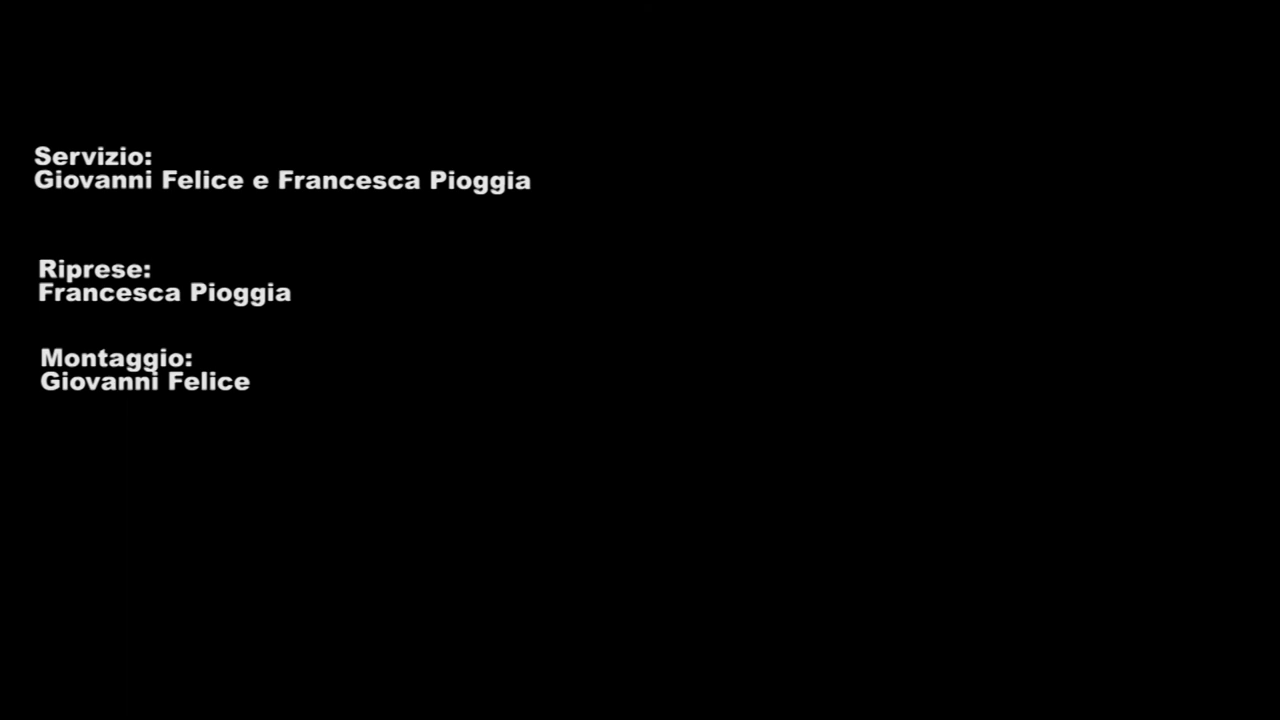 Servizio:
Giovanni Felice e Francesca Pioggia
Riprese:
Francesca Pioggia
Montaggio:
Giovanni Felice